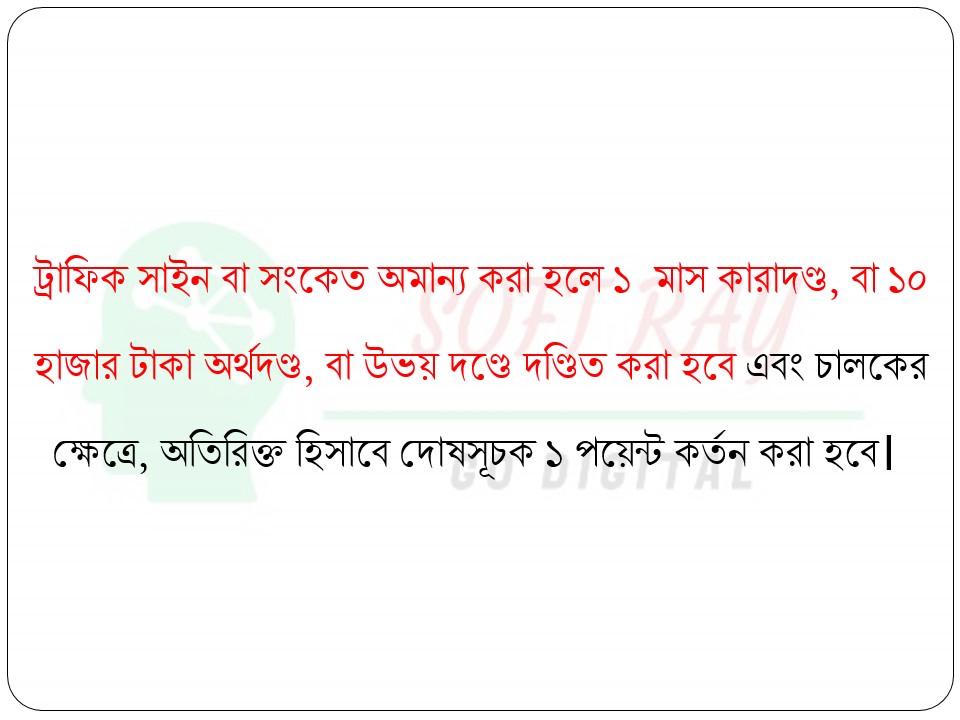 ট্রাফিক সাইন বা সংকেত অমান্য করা হলে ১ মাস কারাদণ্ড, বা ১০
হাজার টাকা অর্থদণ্ড, বা উভয় দণ্ডে দণ্ডিত করা হবে এবং চালকের
ক্ষেত্রে, অতিরিক্ত হিসাবে দোষসূচক ১ পয়েন্ট কর্তন করা হবে।
SOFT RAY
GO DIGITAL